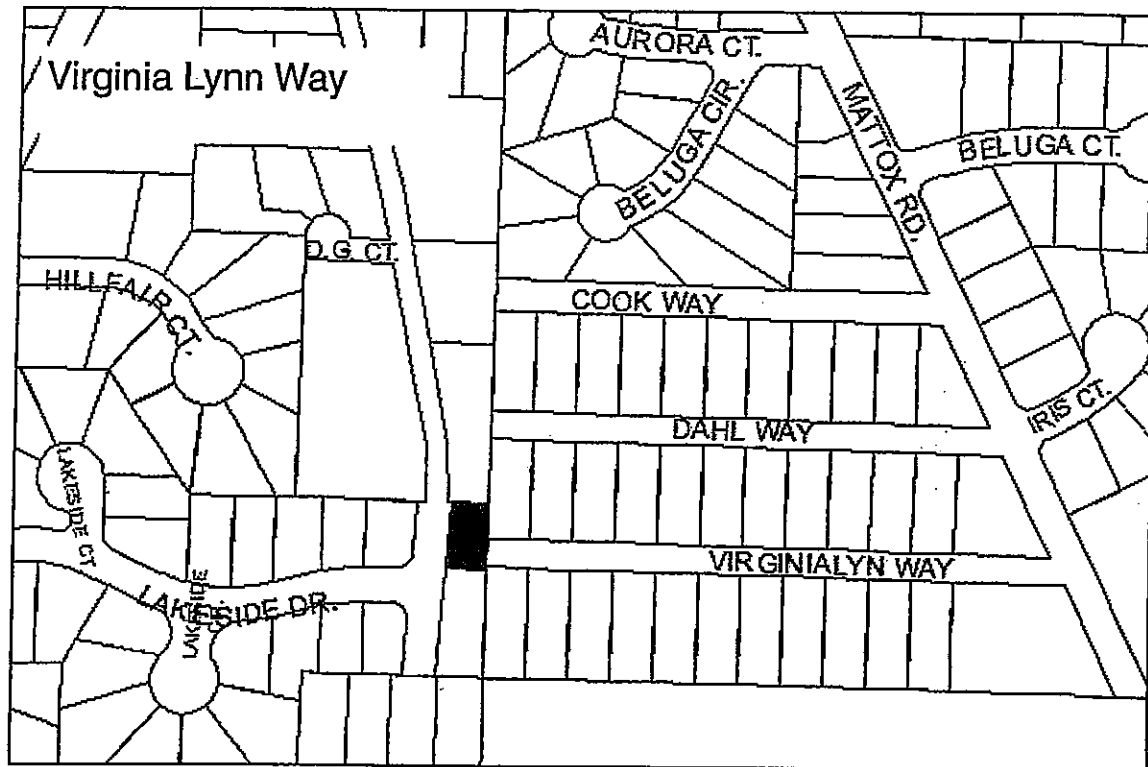 Virginia Lynn Way
AURORA CT.
MATTOX RD.
BELUGA CIR.
BELUGA CT.
D.G. CT.
HILLFAIR CT.
COOK WAY
IRIS CT.
DAHL WAY
LAKESIDE CT
VIRGINIALYN WAY
LAKESIDE DR.
LAKESIDE